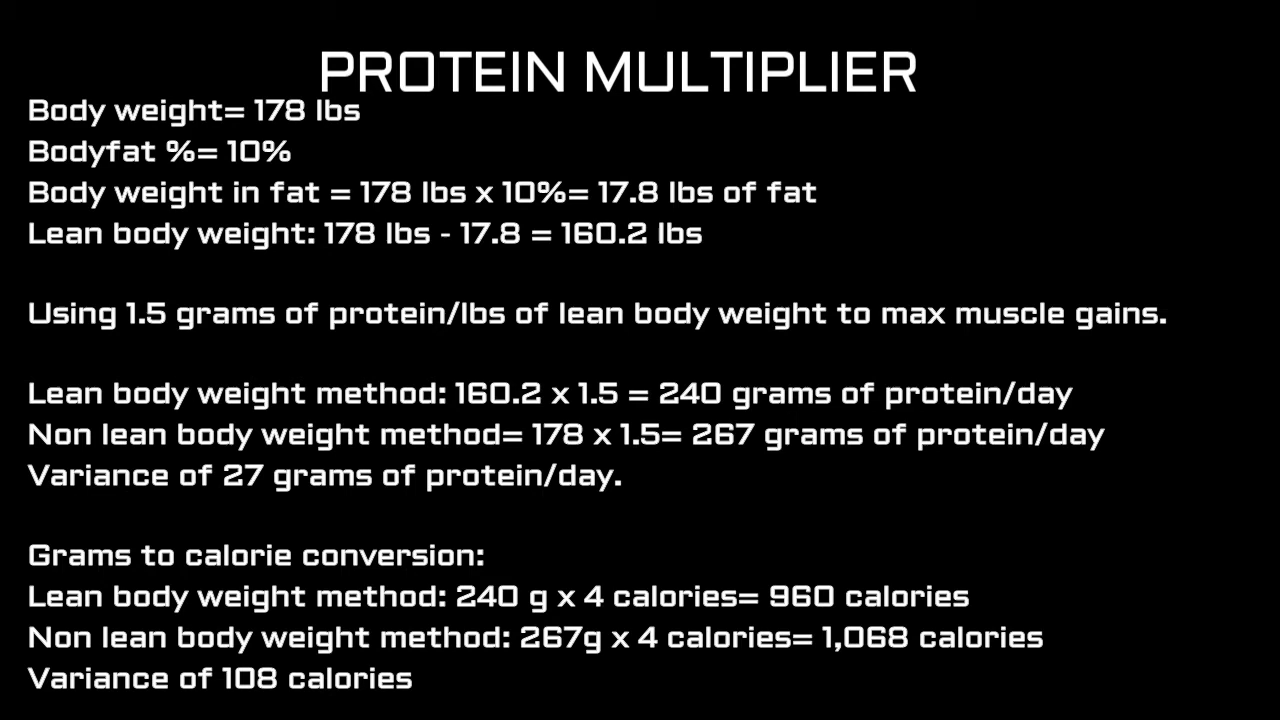 PROTEIN MULTIPLIER
Body weight= 178 lbs
Bodyfat %= 10%
Body weight in fat = 178 lbs x 10%= 17.8 lbs of fat
Lean body weight: 178 lbs - 17.8 = 160.2 lbs
Using 1.5 grams of protein/lbs of lean body weight to max muscle gains.
Lean body weight method: 160.2 x 1.5 = 240 grams of protein/day
Non lean body weight method= 178 x 1.5= 267 grams of protein/day
Variance of 27 grams of protein/day.
Grams to calorie conversion:
Lean body weight method: 240 g x 4 calories= 960 calories
Non lean body weight method: 267g x 4 calories= 1,068 calories
Variance of 108 calories